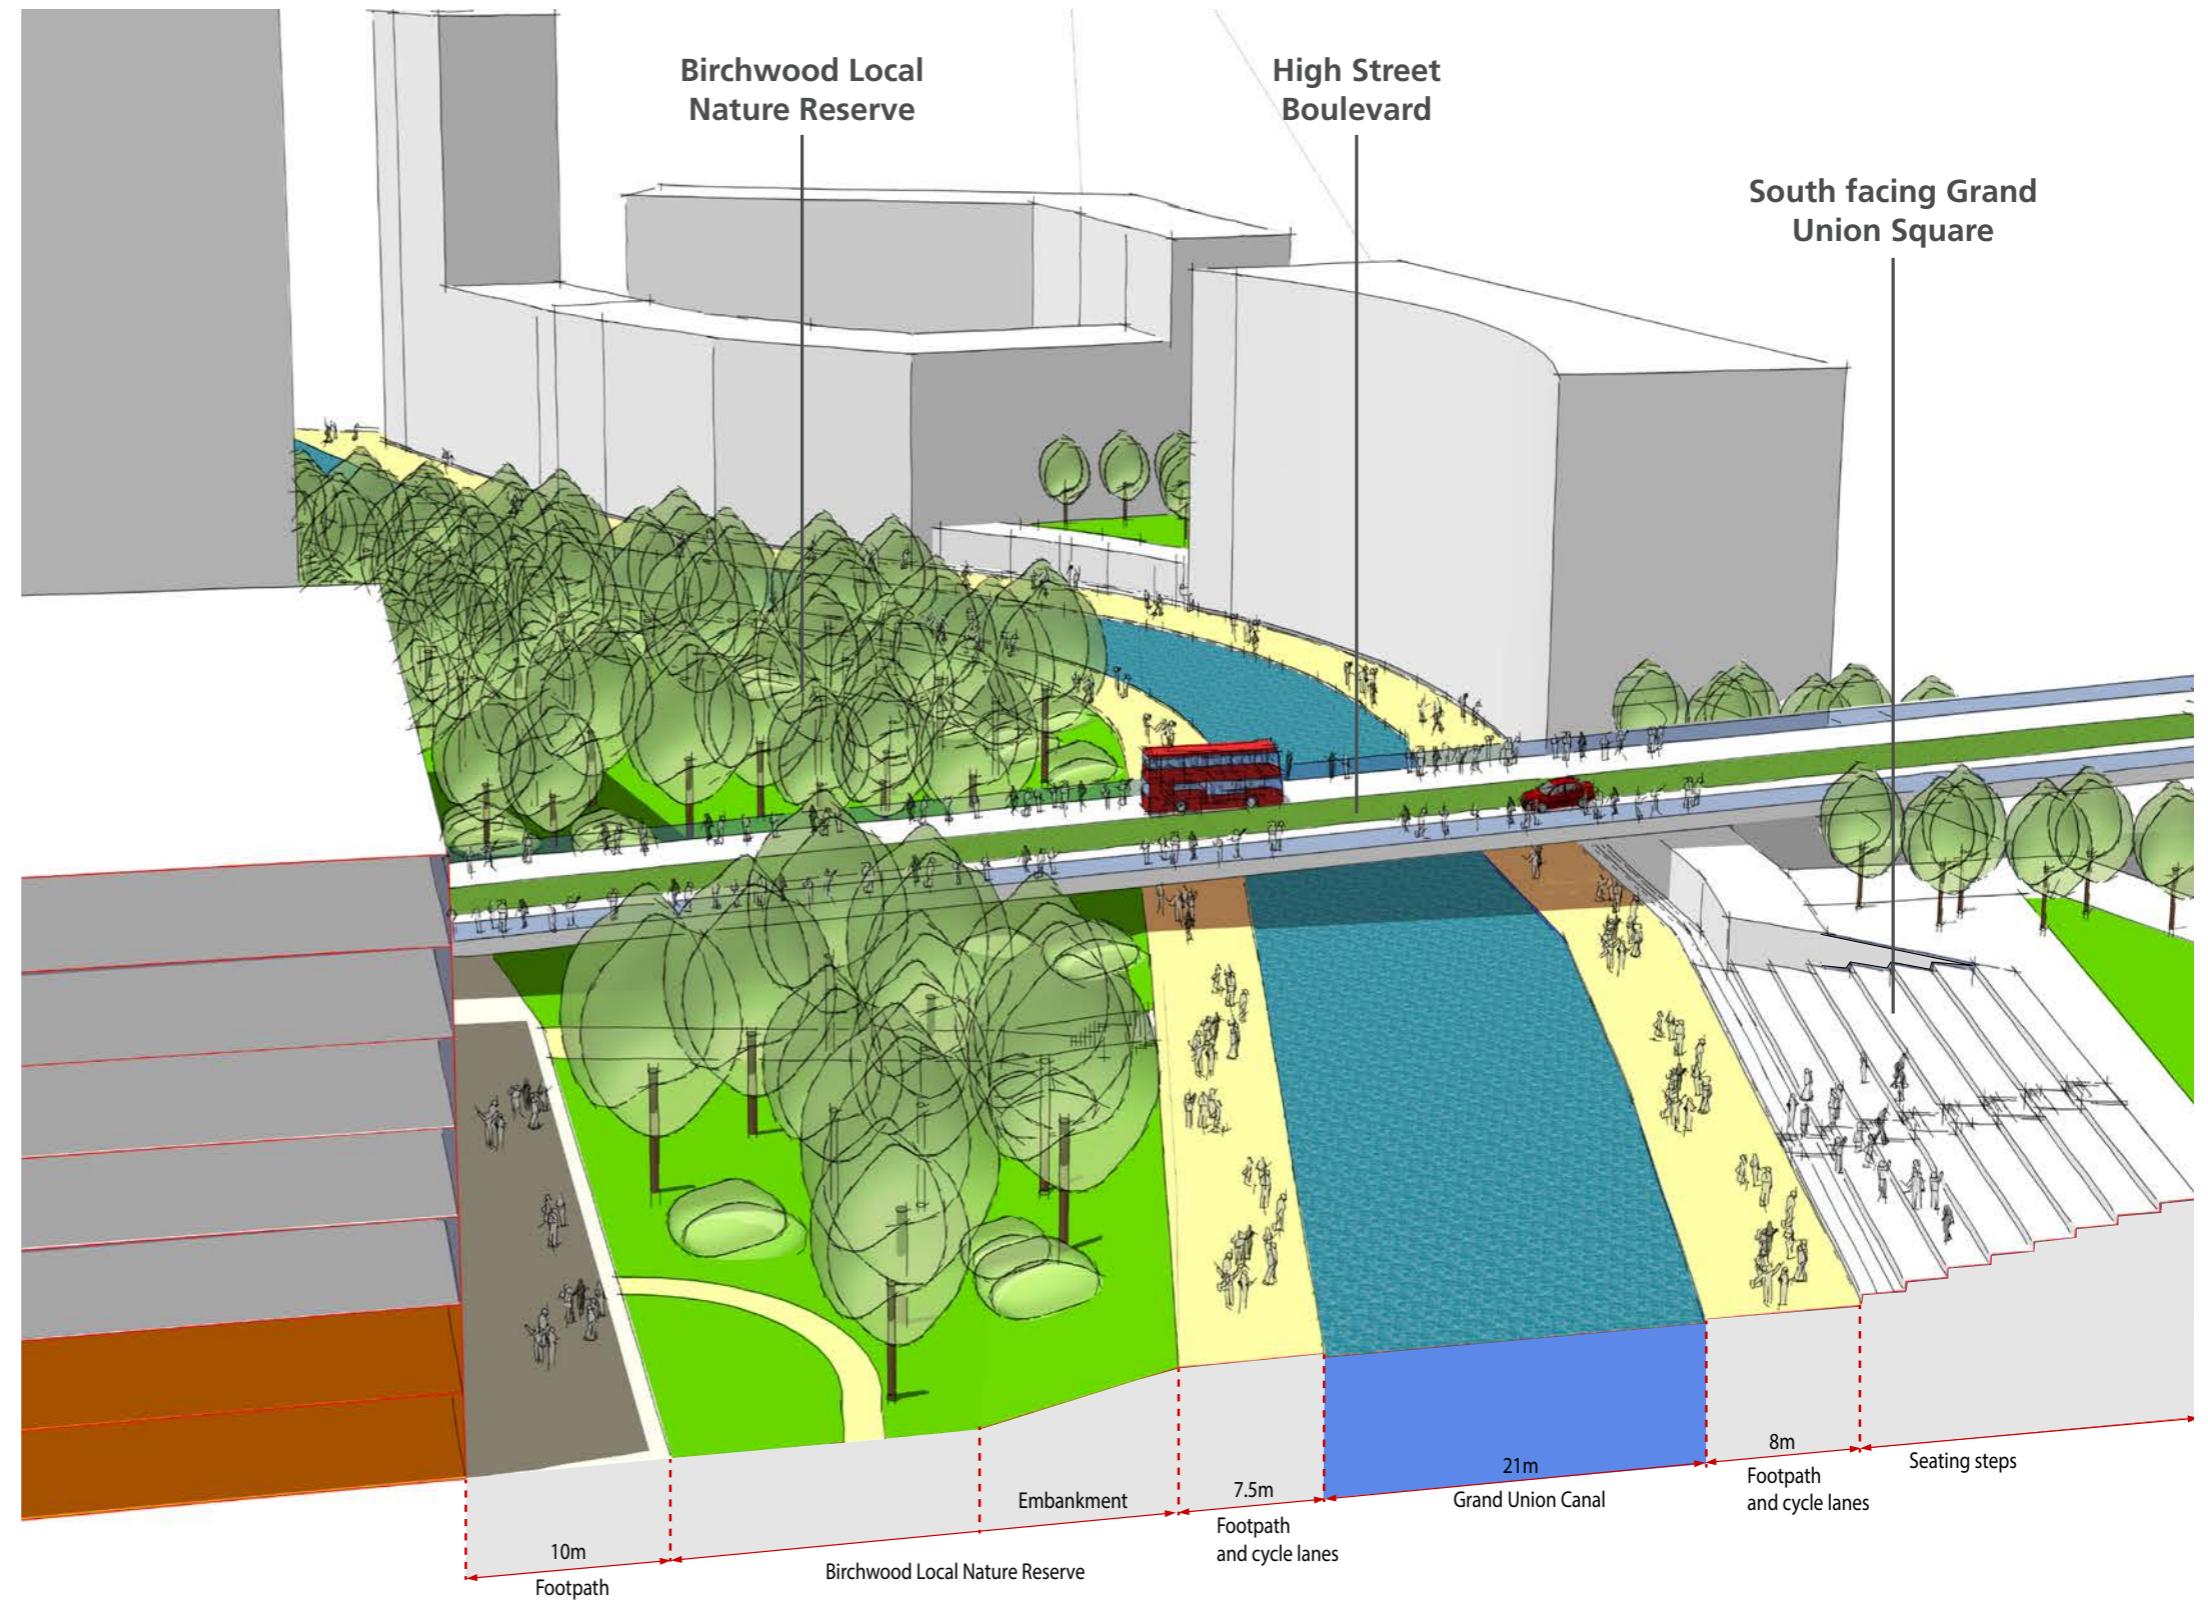 Birchwood Local
Nature Reserve
High Street
Boulevard
South facing Grand
Union Square
10m
Footpath
Birchwood Local Nature Reserve
Embankment
7.5m
Footpath
and cycle lanes
21m
Grand Union Canal
8m
Footpath
and cycle lanes
Seating steps